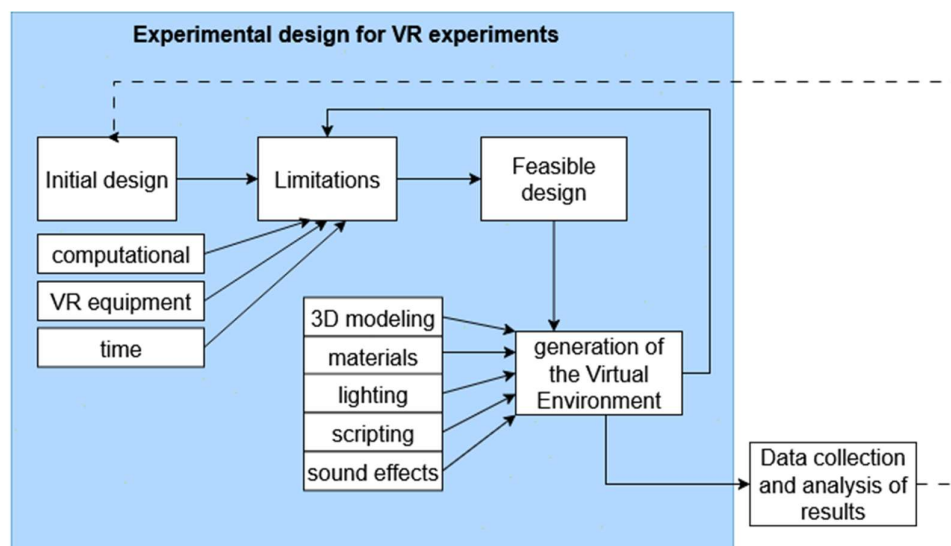 Experimental design for VR experiments
Initial design
Limitations
Feasible
design
computational
VR equipment
time
3D modeling
materials
lighting
scripting
sound effects
generation of
the Virtual
Environment
Data collection
and analysis of
results